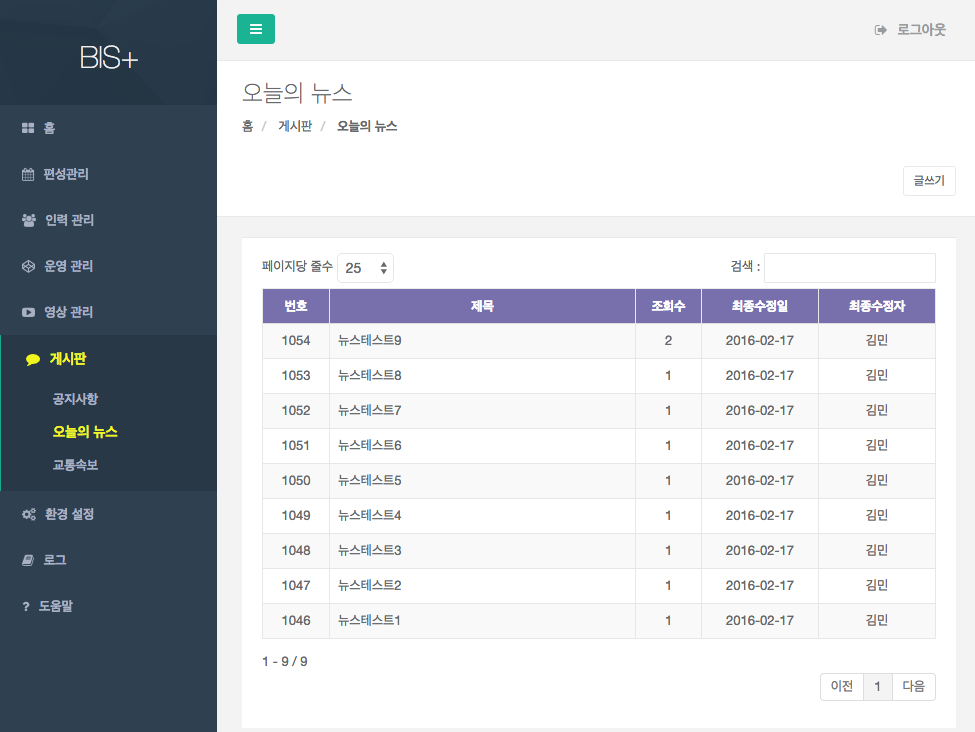 BIS+
홈
편성관리
인력 관리
운영 관리
영상 관리
게시판
공지사항
오늘의 뉴스
교통속보
환경 설정
로그
? 도움말
로그아웃
오늘의 뉴스
홈 / 게시판 / 오늘의 뉴스
글쓰기
페이지당 줄수 25 검색 :
번호 제목 조회수 최종수정일 최종수정자
1054 뉴스테스트9 2 2016-02-17 김민
1053 뉴스테스트8 1 2016-02-17 김민
1052 뉴스테스트7 1 2016-02-17 김민
1051 뉴스테스트6 1 2016-02-17 김민
1050 뉴스테스트5 1 2016-02-17 김민
1049 뉴스테스트4 1 2016-02-17 김민
1048 뉴스테스트3 1 2016-02-17 김민
1047 뉴스테스트2 1 2016-02-17 김민
1046 뉴스테스트1 1 2016-02-17 김민
1 - 9 / 9
이전 1 다음